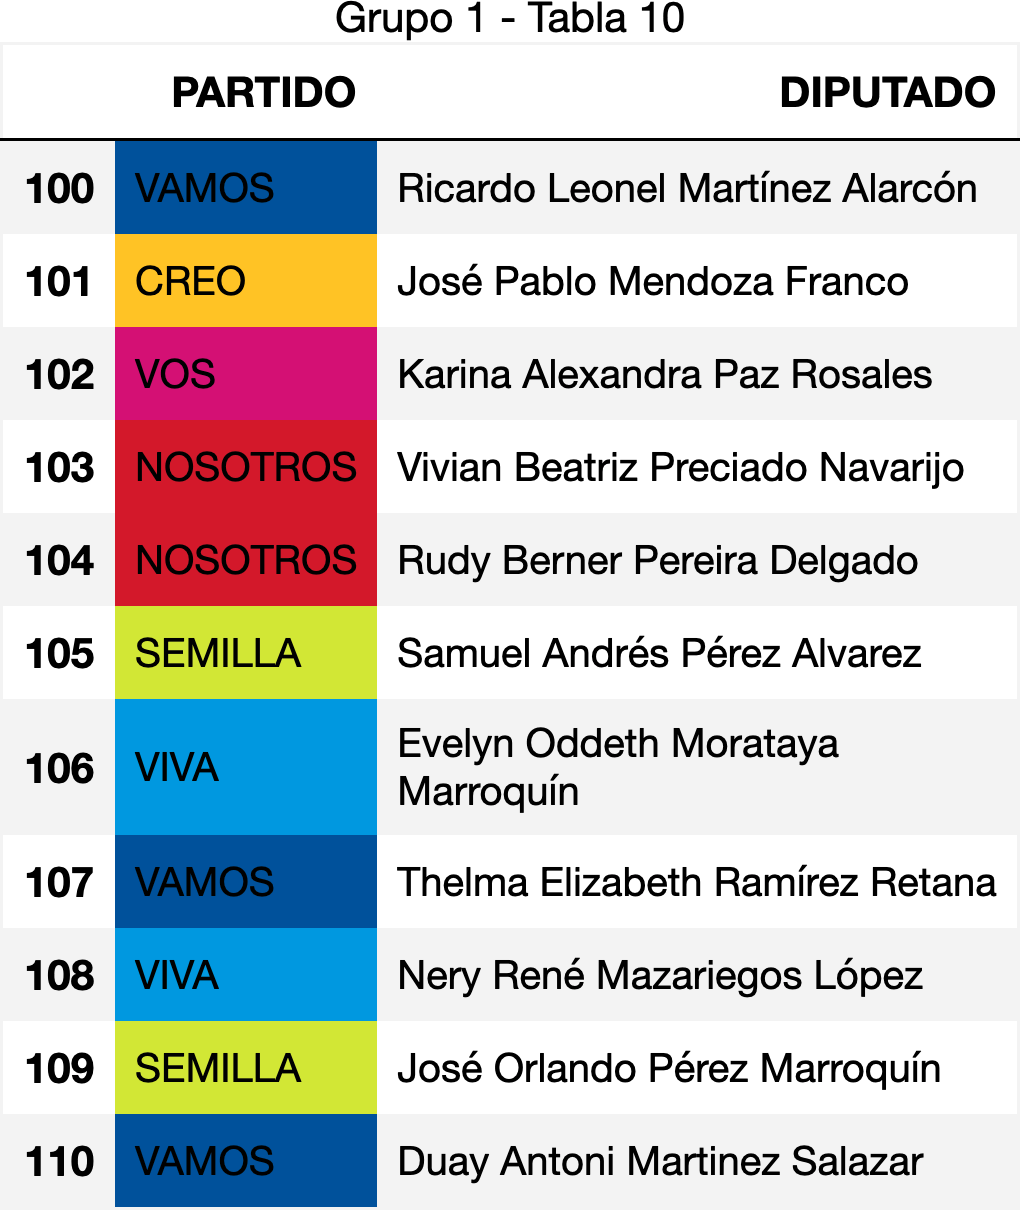 Grupo 1 - Tabla 10
PARTIDO DIPUTADO
100 VAMOS Ricardo Leonel Martínez Alarcón
101 CREO José Pablo Mendoza Franco
102 VOS Karina Alexandra Paz Rosales
103 NOSOTROS Vivian Beatriz Preciado Navarijo
104 NOSOTROS Rudy Berner Pereira Delgado
105 SEMILLA Samuel Andrés Pérez Alvarez
106 VIVA Evelyn Oddeth Morataya
Marroquín
107 VAMOS Thelma Elizabeth Ramírez Retana
108 VIVA Nery René Mazariegos López
109 SEMILLA José Orlando Pérez Marroquín
110 VAMOS Duay Antoni Martinez Salazar